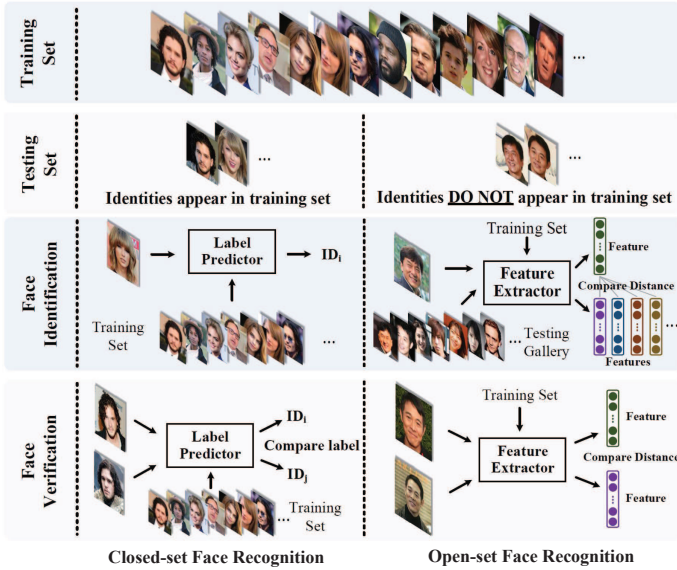 Training
Set
...
Testing
Set
...
Identities appear in training set
...
Identities DO NOT appear in training set
Face
Identification
Label
Predictor
IDi
Training
Set
...
Training Set
Feature
Extractor
Feature
Compare Distance
Testing
Gallery
...
Features
Face
Verification
Label
Predictor
IDi
Compare label
IDj
...
Training
Set
Training Set
Feature
Extractor
Feature
Compare Distance
Feature
Closed-set Face Recognition
Open-set Face Recognition